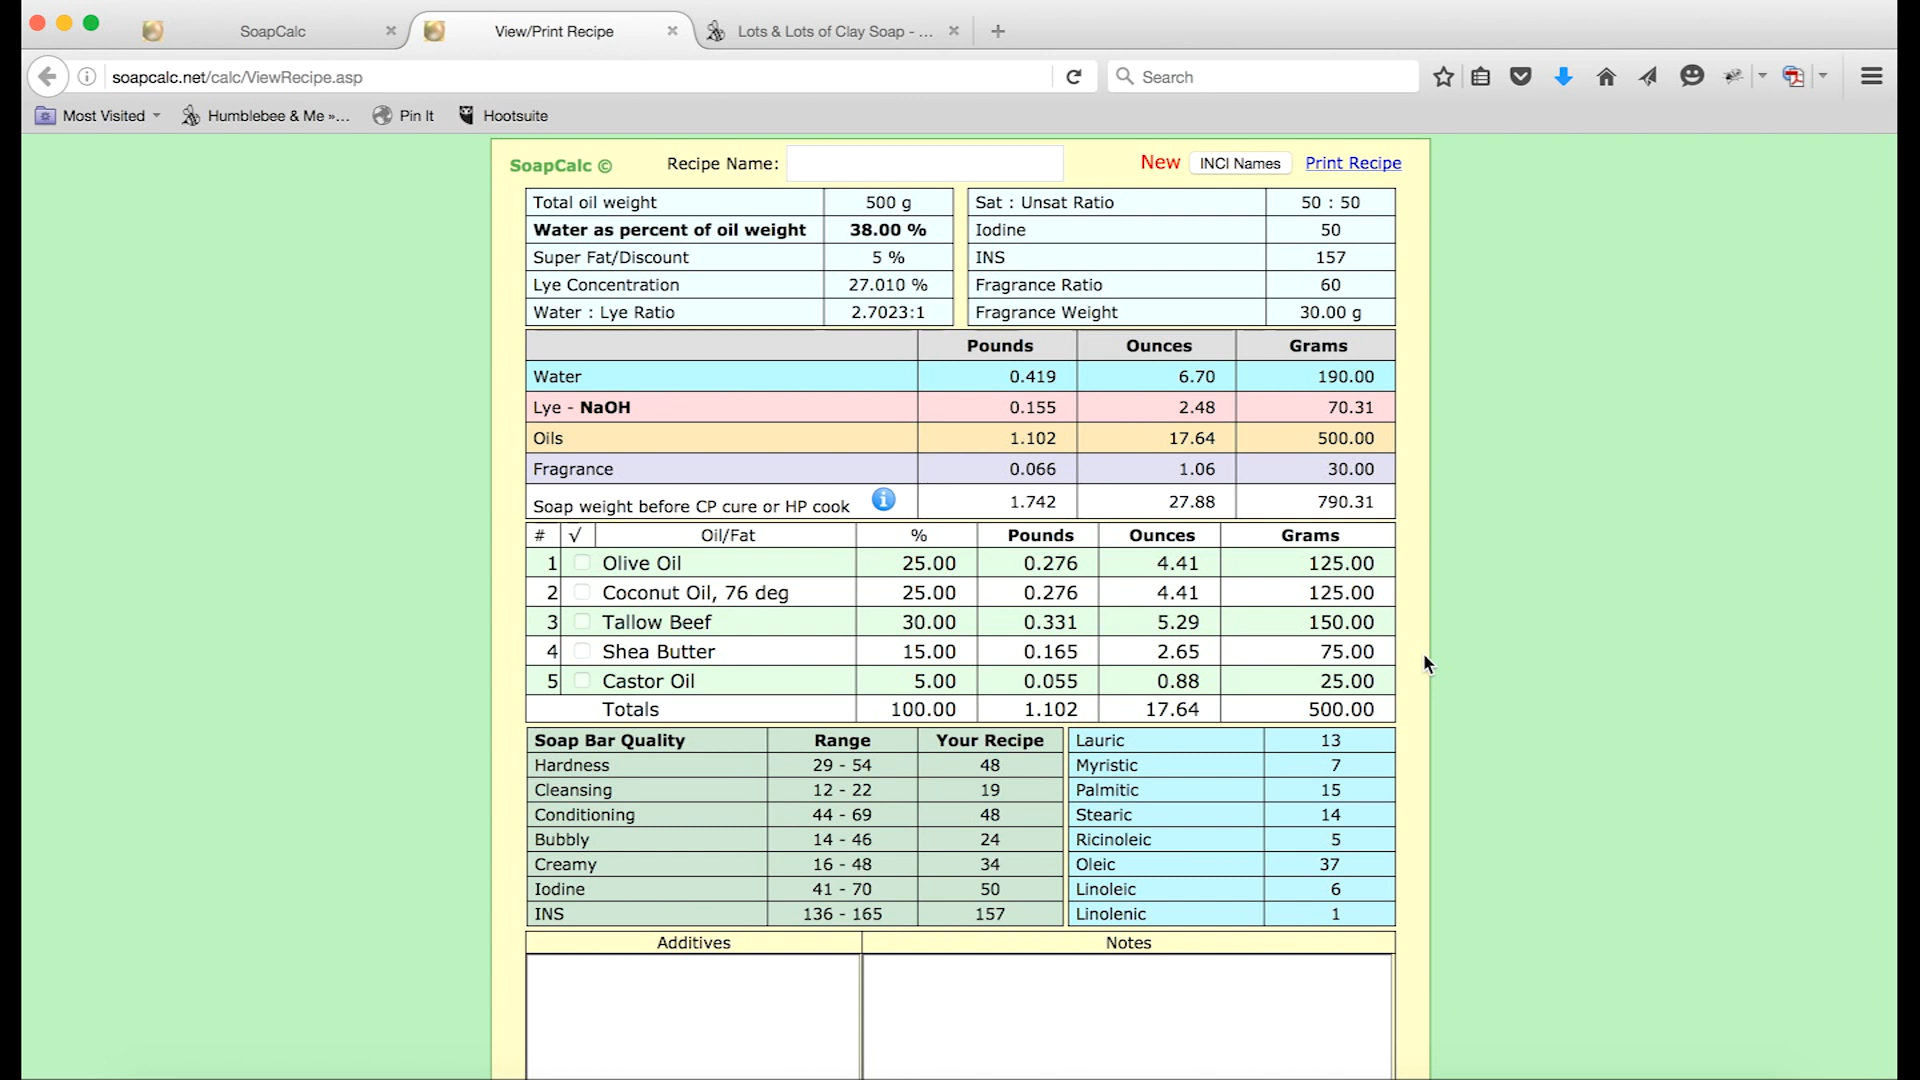 SoapCalc
View/Print Recipe
Lots & Lots of Clay Soap - ...
soapcalc.net/calc/ViewRecipe.asp
Search
Most Visited
Humblebee & Me »...
Pin It
Hootsuite
SoapCalc ©
Recipe Name:
New
INCI Names
Print Recipe
Total oil weight 500 g
Water as percent of oil weight 38.00 %
Super Fat/Discount 5 %
Lye Concentration 27.010 %
Water : Lye Ratio 2.7023:1
Sat : Unsat Ratio 50 : 50
Iodine 50
INS 157
Fragrance Ratio 60
Fragrance Weight 30.00 g
Pounds Ounces Grams
Water 0.419 6.70 190.00
Lye - NaOH 0.155 2.48 70.31
Oils 1.102 17.64 500.00
Fragrance 0.066 1.06 30.00
Soap weight before CP cure or HP cook i 1.742 27.88 790.31
# √ Oil/Fat % Pounds Ounces Grams
1 Olive Oil 25.00 0.276 4.41 125.00
2 Coconut Oil, 76 deg 25.00 0.276 4.41 125.00
3 Tallow Beef 30.00 0.331 5.29 150.00
4 Shea Butter 15.00 0.165 2.65 75.00
5 Castor Oil 5.00 0.055 0.88 25.00
Totals 100.00 1.102 17.64 500.00
Soap Bar Quality Range Your Recipe
Hardness 29 - 54 48
Cleansing 12 - 22 19
Conditioning 44 - 69 48
Bubbly 14 - 46 24
Creamy 16 - 48 34
Iodine 41 - 70 50
INS 136 - 165 157
Lauric 13
Myristic 7
Palmitic 15
Stearic 14
Ricinoleic 5
Oleic 37
Linoleic 6
Linolenic 1
Additives
Notes